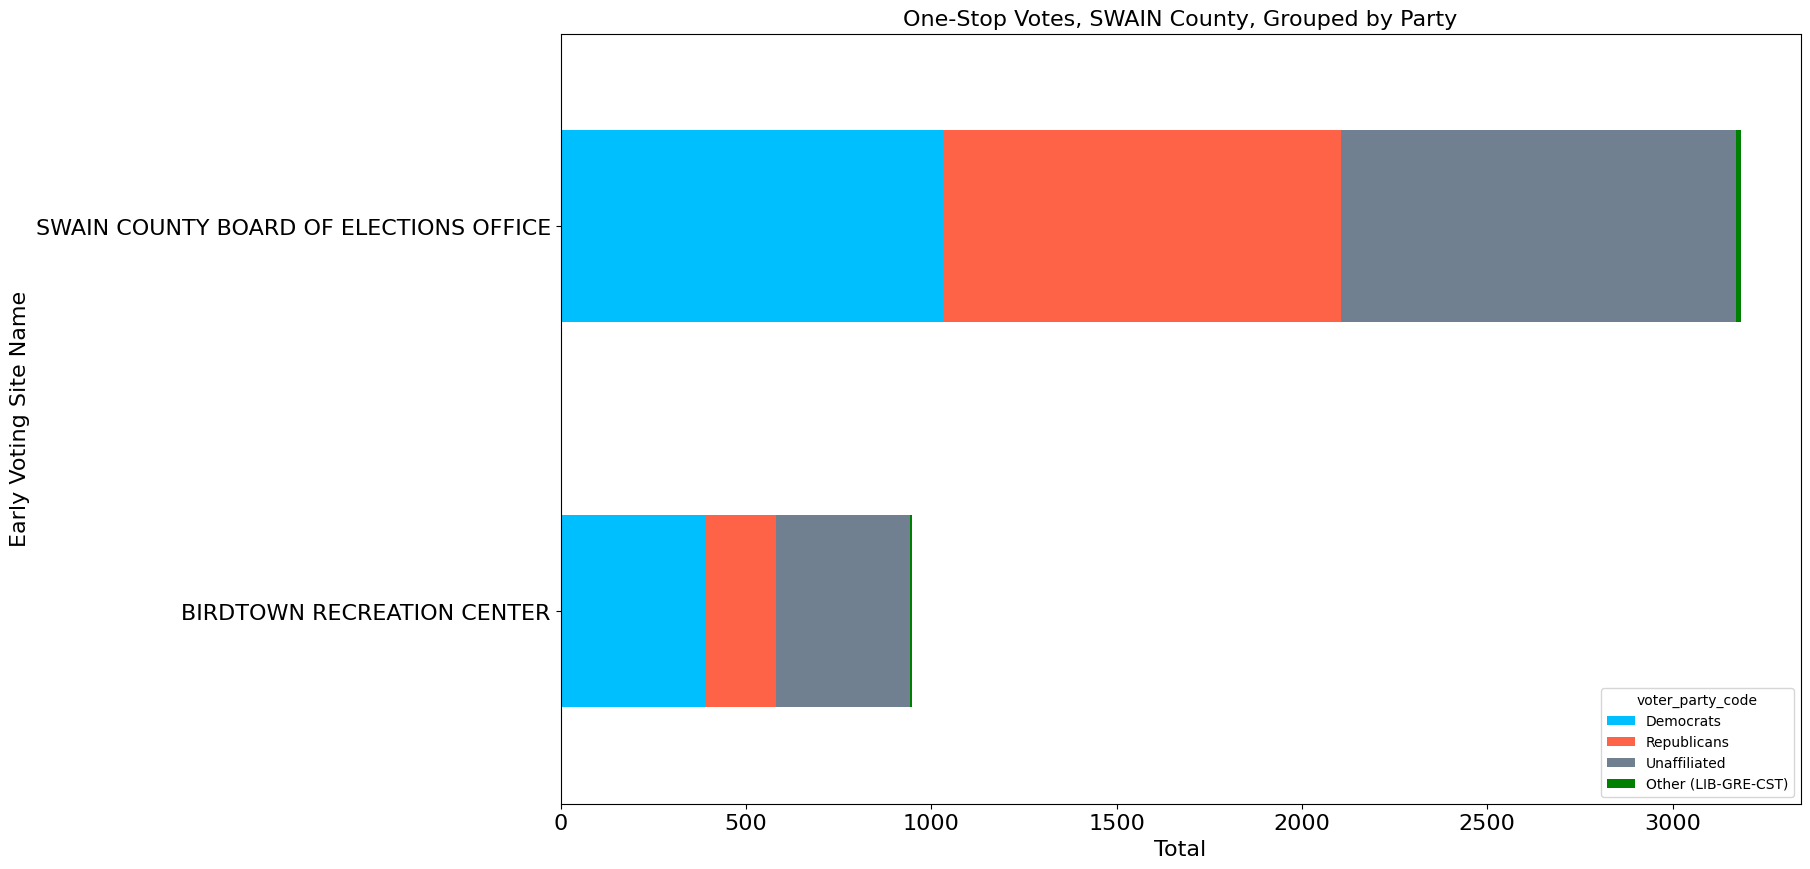 One-Stop Votes, SWAIN County, Grouped by Party
Early Voting Site Name
SWAIN COUNTY BOARD OF ELECTIONS OFFICE
BIRDTOWN RECREATION CENTER
voter_party_code
Democrats
Republicans
Unaffiliated
Other (LIB-GRE-CST)
0 500 1000 1500 2000 2500 3000
Total